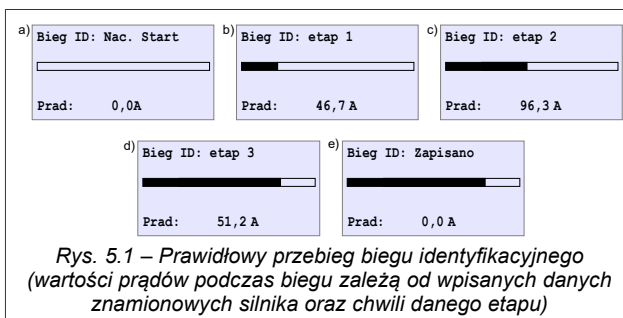 a) Bieg ID: Nac. Start
Prad: 0,0A
b) Bieg ID: etap 1
Prad: 46,7 A
c) Bieg ID: etap 2
Prad: 96,3 A
d) Bieg ID: etap 3
Prad: 51,2 A
e) Bieg ID: Zapisano
Prad: 0,0 A
Rys. 5.1 – Prawidłowy przebieg biegu identyfikacyjnego
(wartości prądów podczas biegu zależą od wpisanych danych
znamionowych silnika oraz chwili danego etapu)